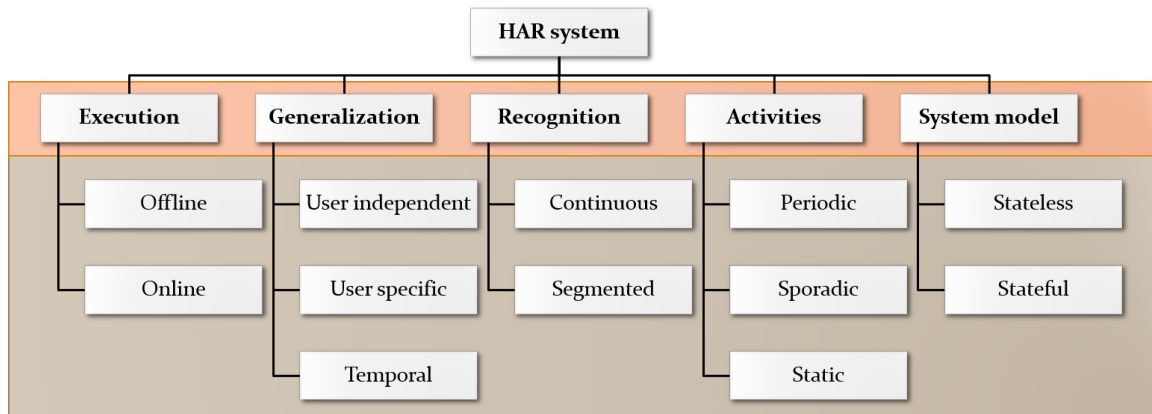 HAR system
Execution
Generalization
Recognition
Activities
System model
Offline
User independent
Continuous
Periodic
Stateless
Online
User specific
Segmented
Sporadic
Stateful
Temporal
Static